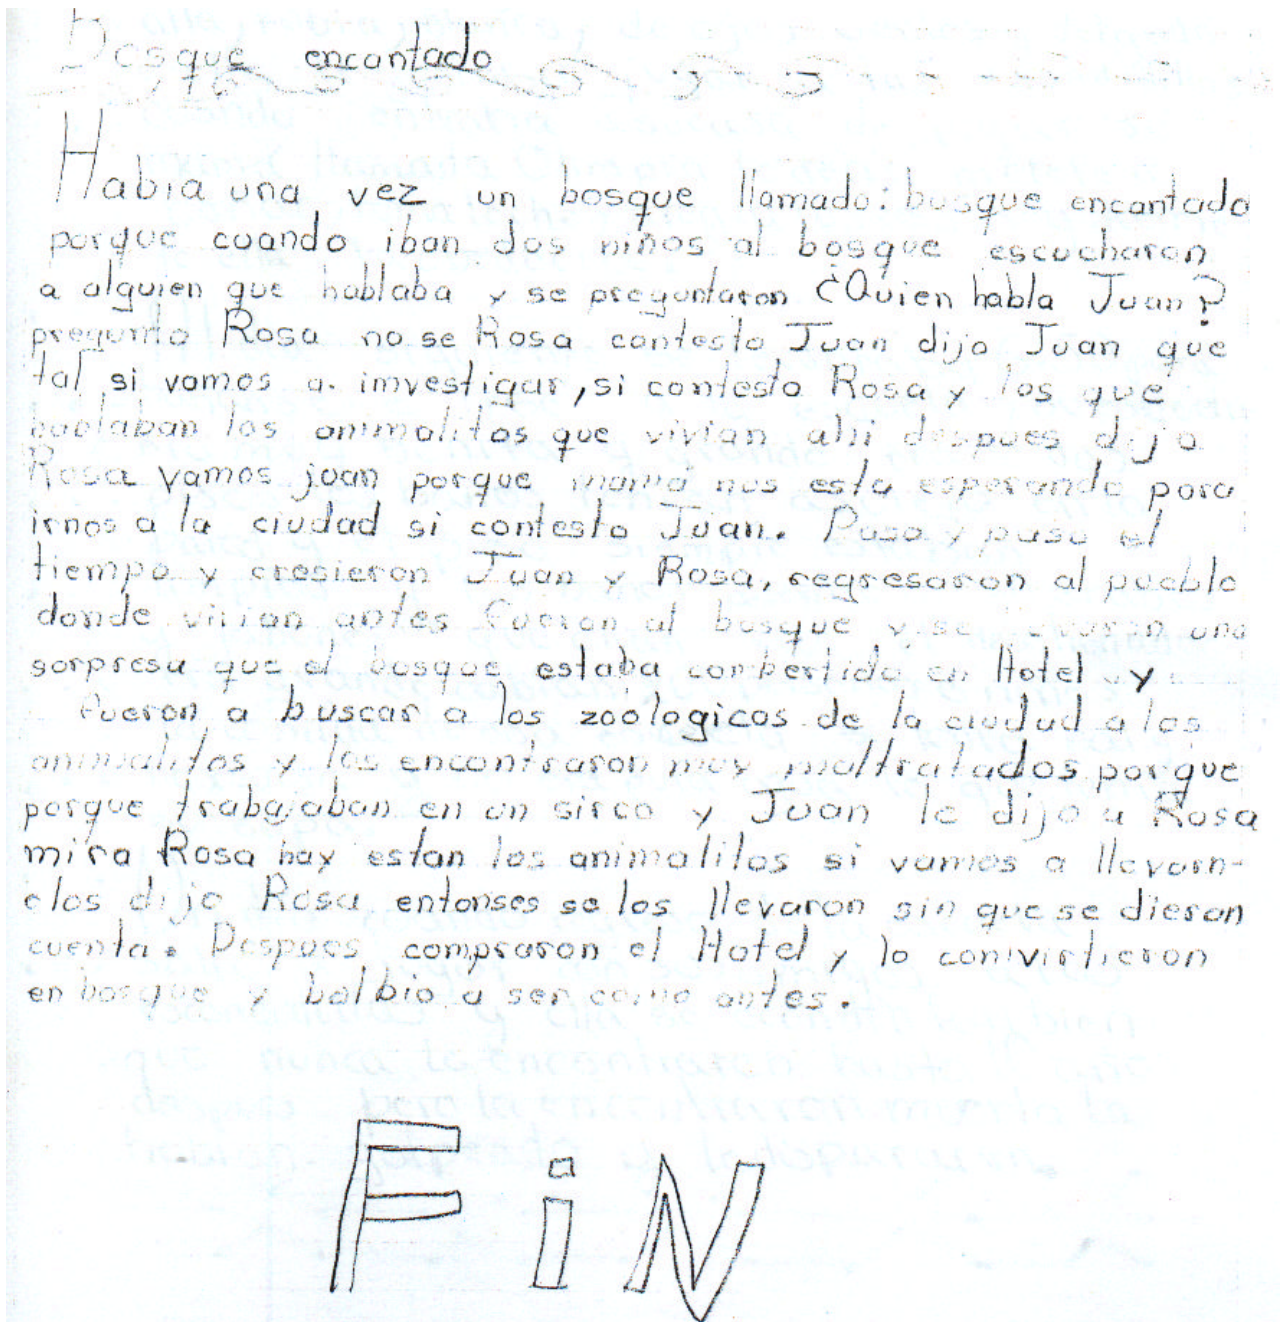 Bosque encantado
Habia una vez un bosque llamado: bosque encantado
porque cuando iban dos niños al bosque escucharon
a alguien que hablaba y se preguntaron ¿Quien habla Juan?
pregunto Rosa no se Rosa contesto Juan dijo Juan que
tal si vamos a investigar, si contesto Rosa y los que
hablaban los animalitos que vivian ahi despues dijo
Rosa vamos juan porque mama nos esta esperando para
irnos a la ciudad si contesto Juan. Paso y paso el
tiempo y cresieron Juan y Rosa, regresaron al pueblo
donde vivian antes fueron al bosque y se una
sorpresa que el bosque estaba combertido en Hotel y
fueron a buscar a los zoologicos de la ciudad a los
animalitos y los encontraron muy maltratados porque
porque trabajaban en un sirco y Juan le dijo a Rosa
mira Rosa hay estan los animalitos si vamos a llevarn-
clos dijo Rosa entonses se los llevaron sin que se dieran
cuenta. Despues compraron el Hotel y lo convirtieron
en bosque y balbio a ser como antes.
FiN